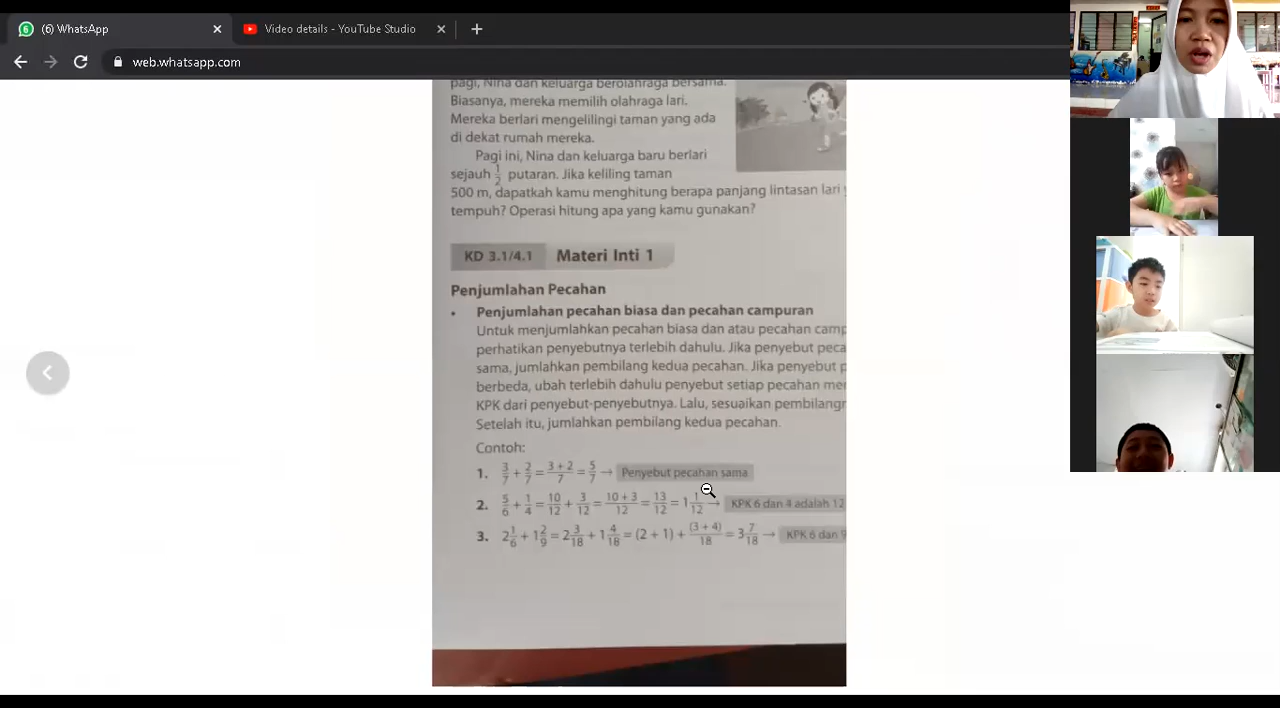 (6) WhatsApp
Video details - YouTube Studio
web.whatsapp.com
pagi, Nina dan keluarga berolahraga bersama.
Biasanya, mereka memilih olahraga lari.
Mereka berlari mengelilingi taman yang ada
di dekat rumah mereka.
Pagi ini, Nina dan keluarga baru berlari
sejauh 1/2 putaran. Jika keliling taman
500 m, dapatkah kamu menghitung berapa panjang lintasan lari
tempuh? Operasi hitung apa yang kamu gunakan?
KD 3.1/4.1 Materi Inti 1
Penjumlahan Pecahan
• Penjumlahan pecahan biasa dan pecahan campuran
Untuk menjumlahkan pecahan biasa dan atau pecahan camp
perhatikan penyebutnya terlebih dahulu. Jika penyebut peca
sama, jumlahkan pembilang kedua pecahan. Jika penyebut p
berbeda, ubah terlebih dahulu penyebut setiap pecahan me
KPK dari penyebut-penyebutnya. Lalu, sesuaikan pembilang
Setelah itu, jumlahkan pembilang kedua pecahan.
Contoh:
1. 3/7 + 2/7 = 3+2/7 = 5/7 → Penyebut pecahan sama
2. 5/6 + 1/4 = 10/12 + 3/12 = 10+3/12 = 13/12 = 1 1/12 → KPK 6 dan 4 adalah 12
3. 2 1/6 + 1 2/9 = 2 3/18 + 1 4/18 = (2 + 1) + (3+4)/18 = 3 7/18 → KPK 6 dan 9